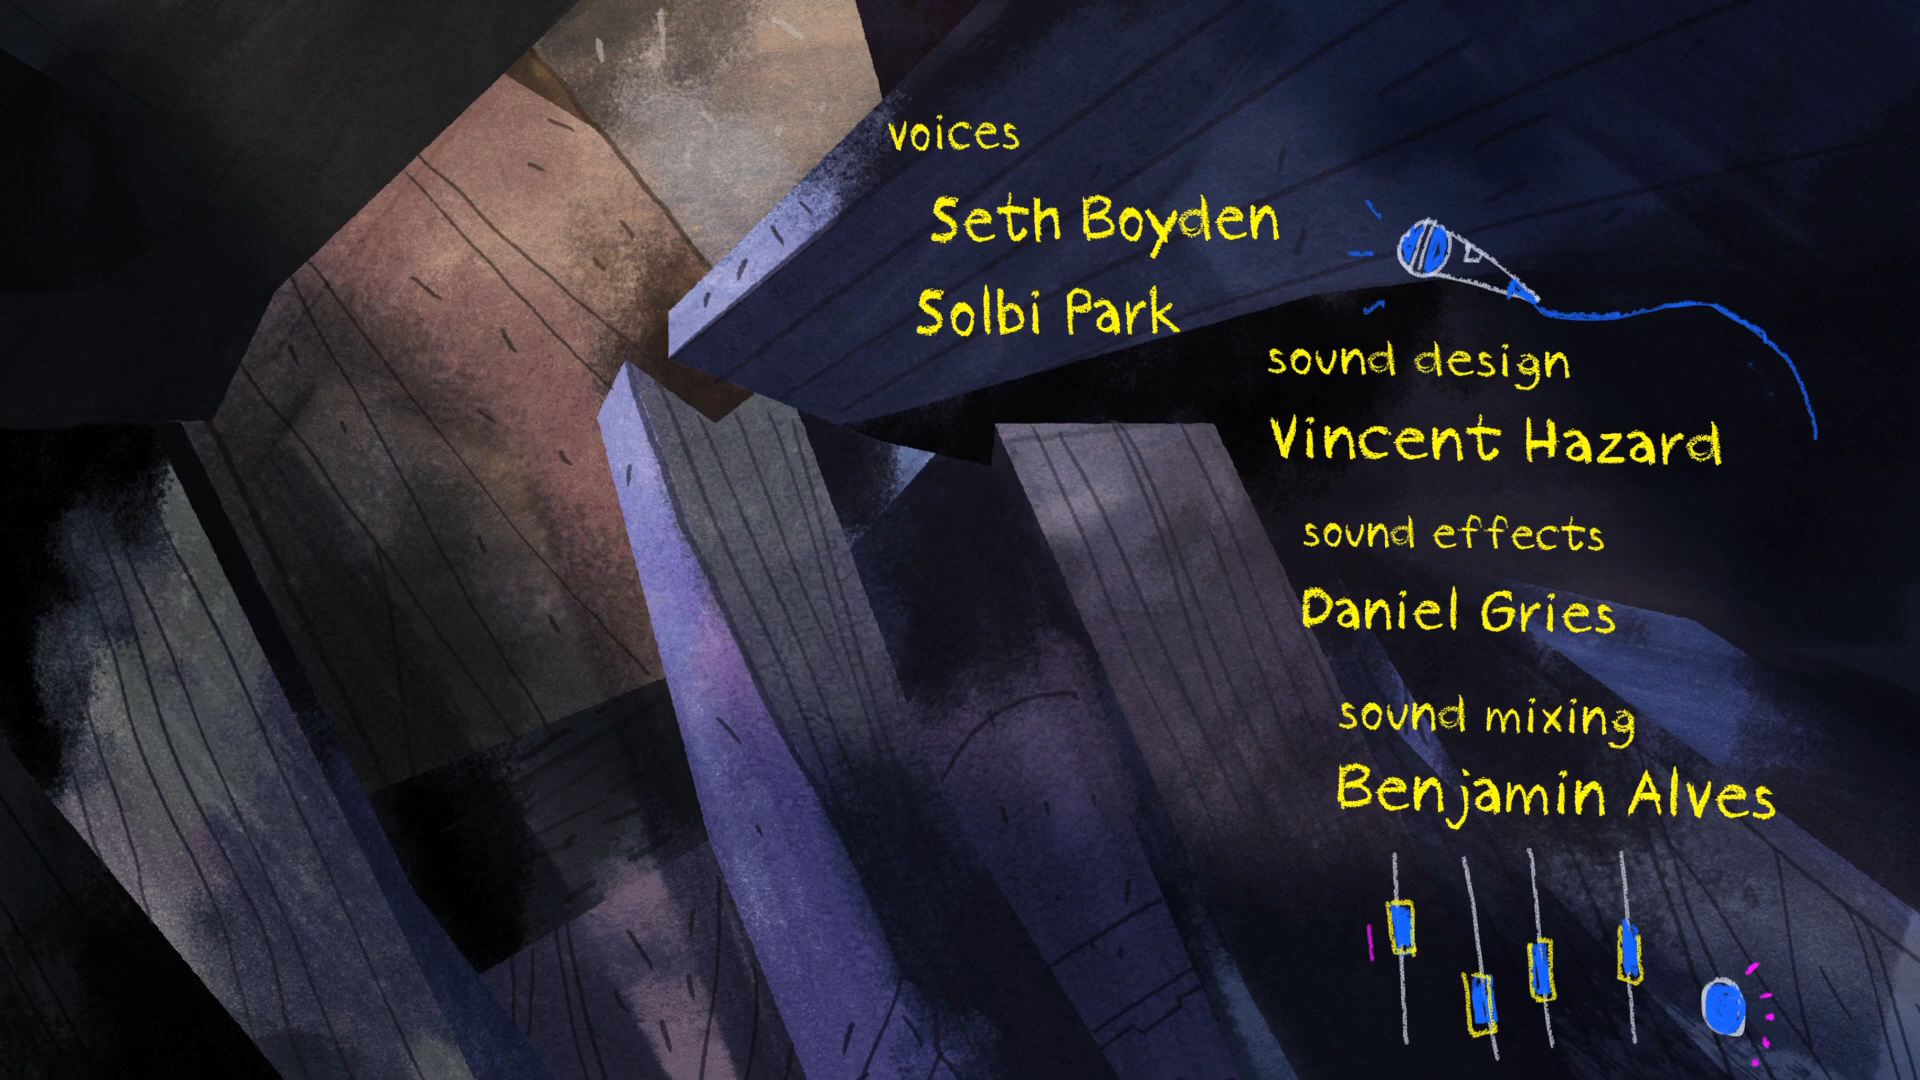 voices
Seth Boyden
Solbi Park
sound design
Vincent Hazard
sound effects
Daniel Gries
sound mixing
Benjamin Alves